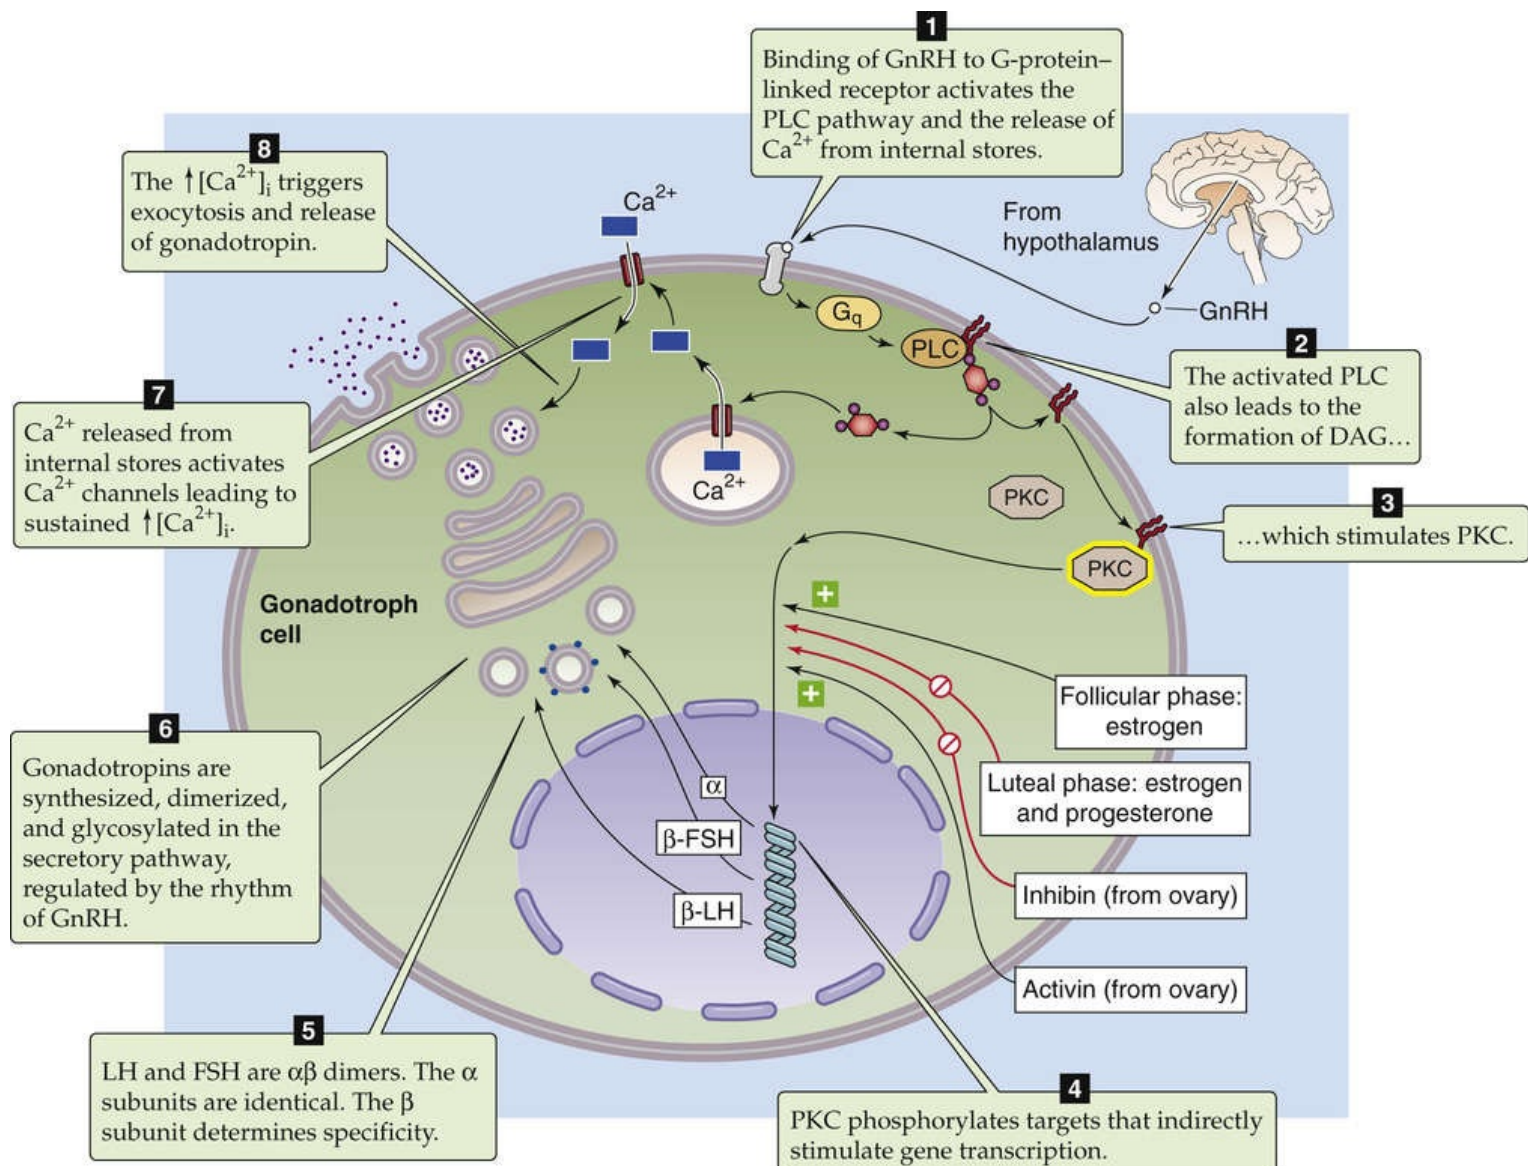 1
Binding of GnRH to G-protein–
linked receptor activates the
PLC pathway and the release of
Ca²⁺ from internal stores.
8
The ↑[Ca²⁺]ᵢ triggers
exocytosis and release
of gonadotropin.
Ca²⁺
From
hypothalamus
GnRH
Gq
PLC
2
The activated PLC
also leads to the
formation of DAG…
7
Ca²⁺ released from
internal stores activates
Ca²⁺ channels leading to
sustained ↑[Ca²⁺]ᵢ.
Ca²⁺
PKC
3
…which stimulates PKC.
PKC
Gonadotroph
cell
+
+
Follicular phase:
estrogen
Luteal phase: estrogen
and progesterone
Inhibin (from ovary)
Activin (from ovary)
α
β-FSH
β-LH
6
Gonadotropins are
synthesized, dimerized,
and glycosylated in the
secretory pathway,
regulated by the rhythm
of GnRH.
5
LH and FSH are αβ dimers. The α
subunits are identical. The β
subunit determines specificity.
4
PKC phosphorylates targets that indirectly
stimulate gene transcription.